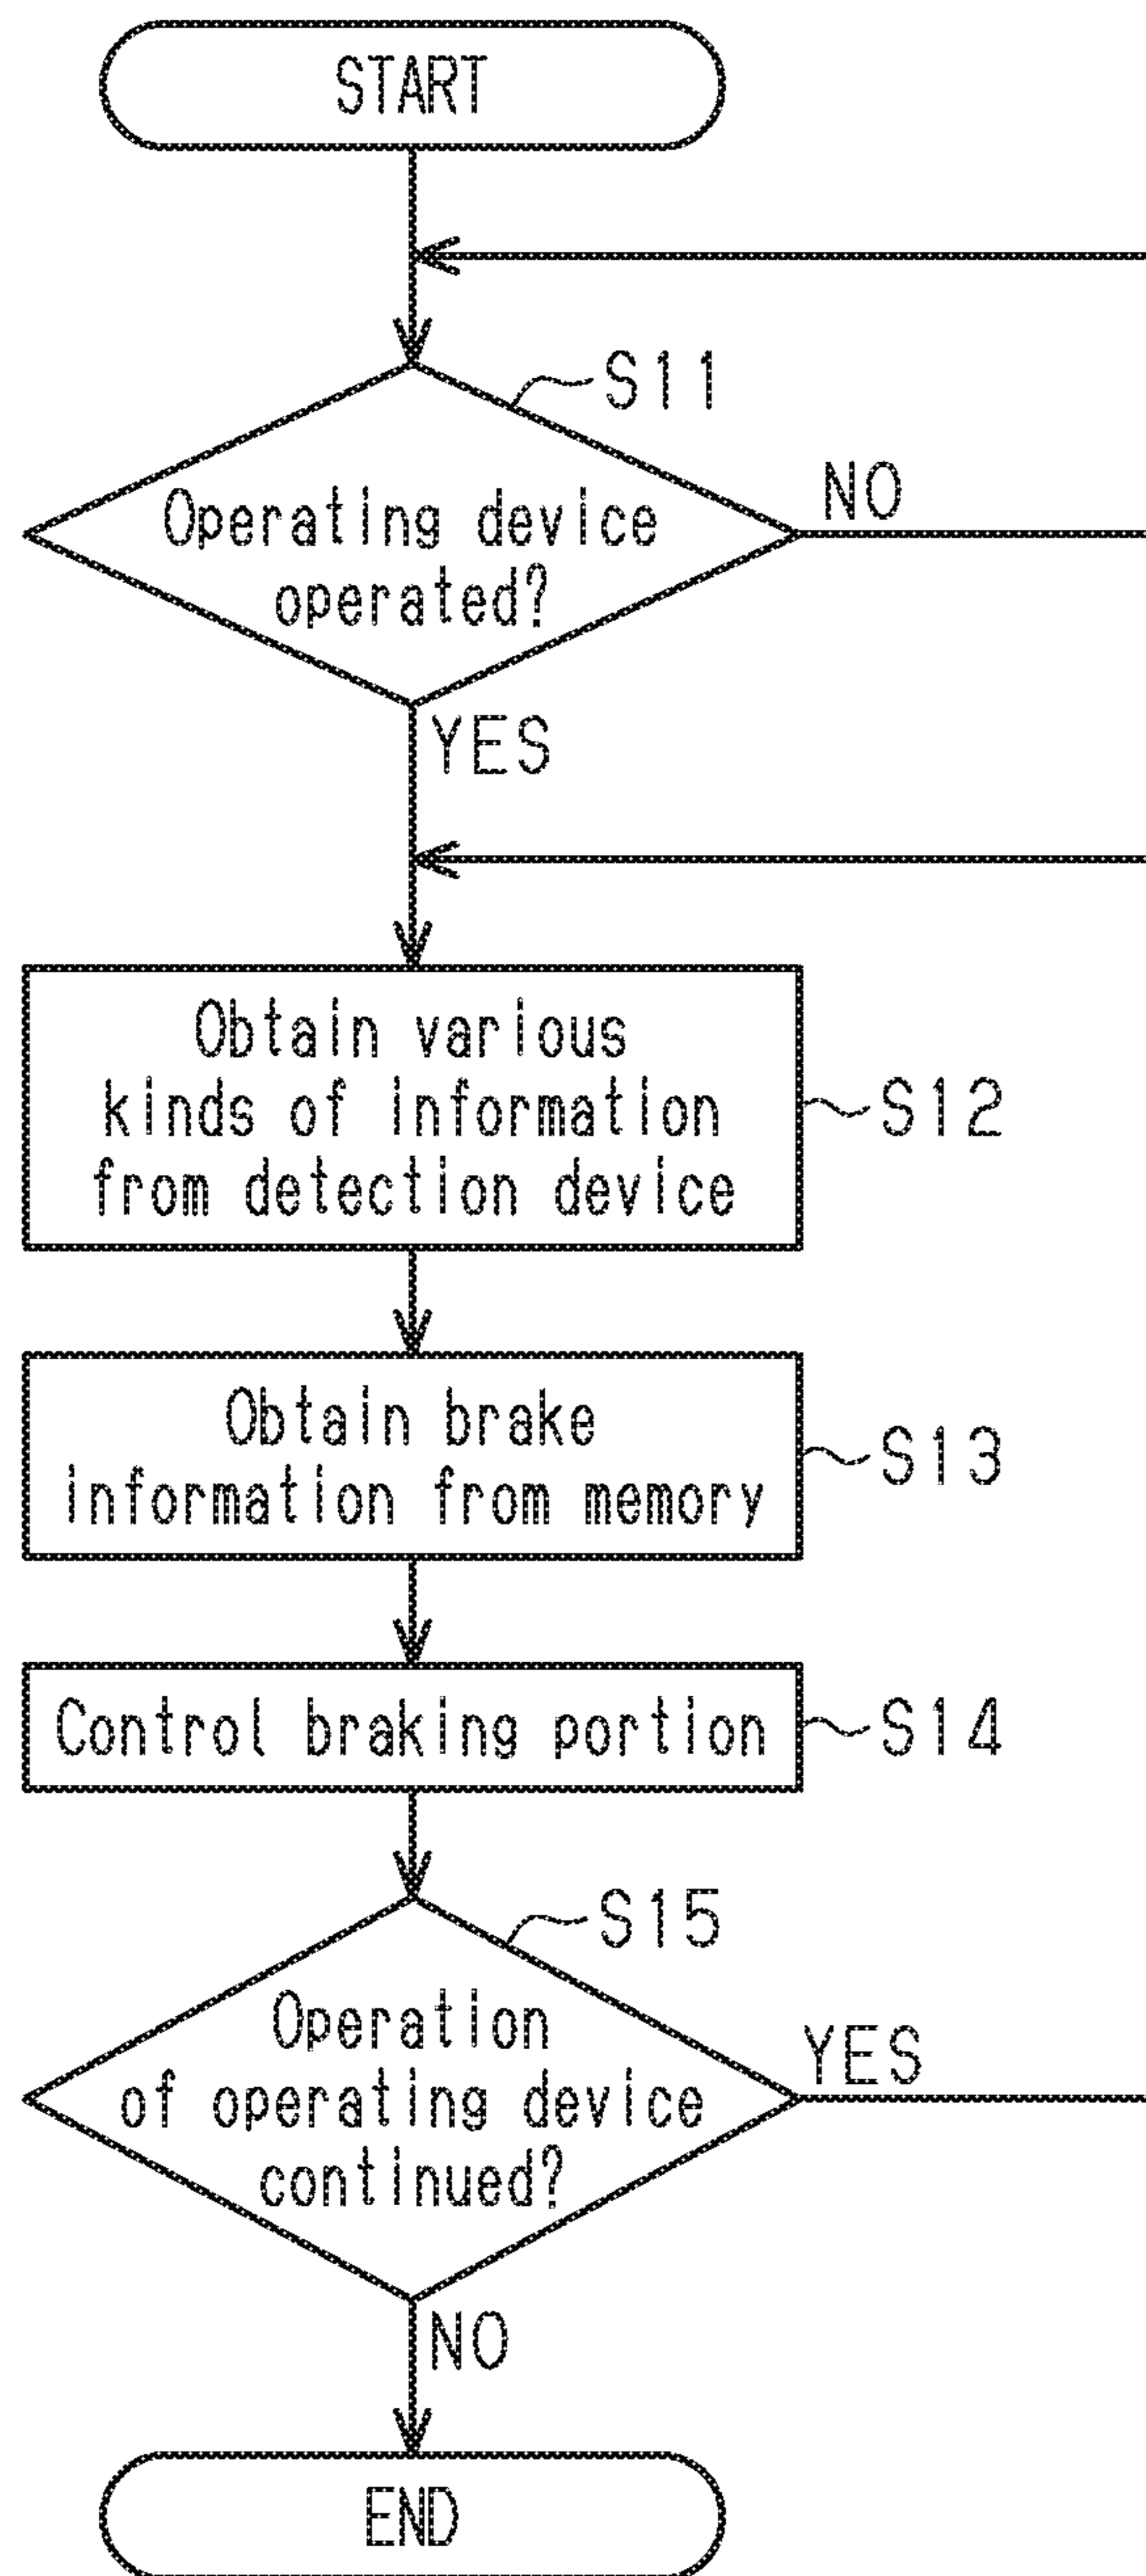 START
S11
Operating device
operated?
NO
YES
Obtain various
kinds of information
from detection device
S12
Obtain brake
information from memory
S13
Control braking portion
S14
S15
Operation
of operating device
continued?
YES
NO
END